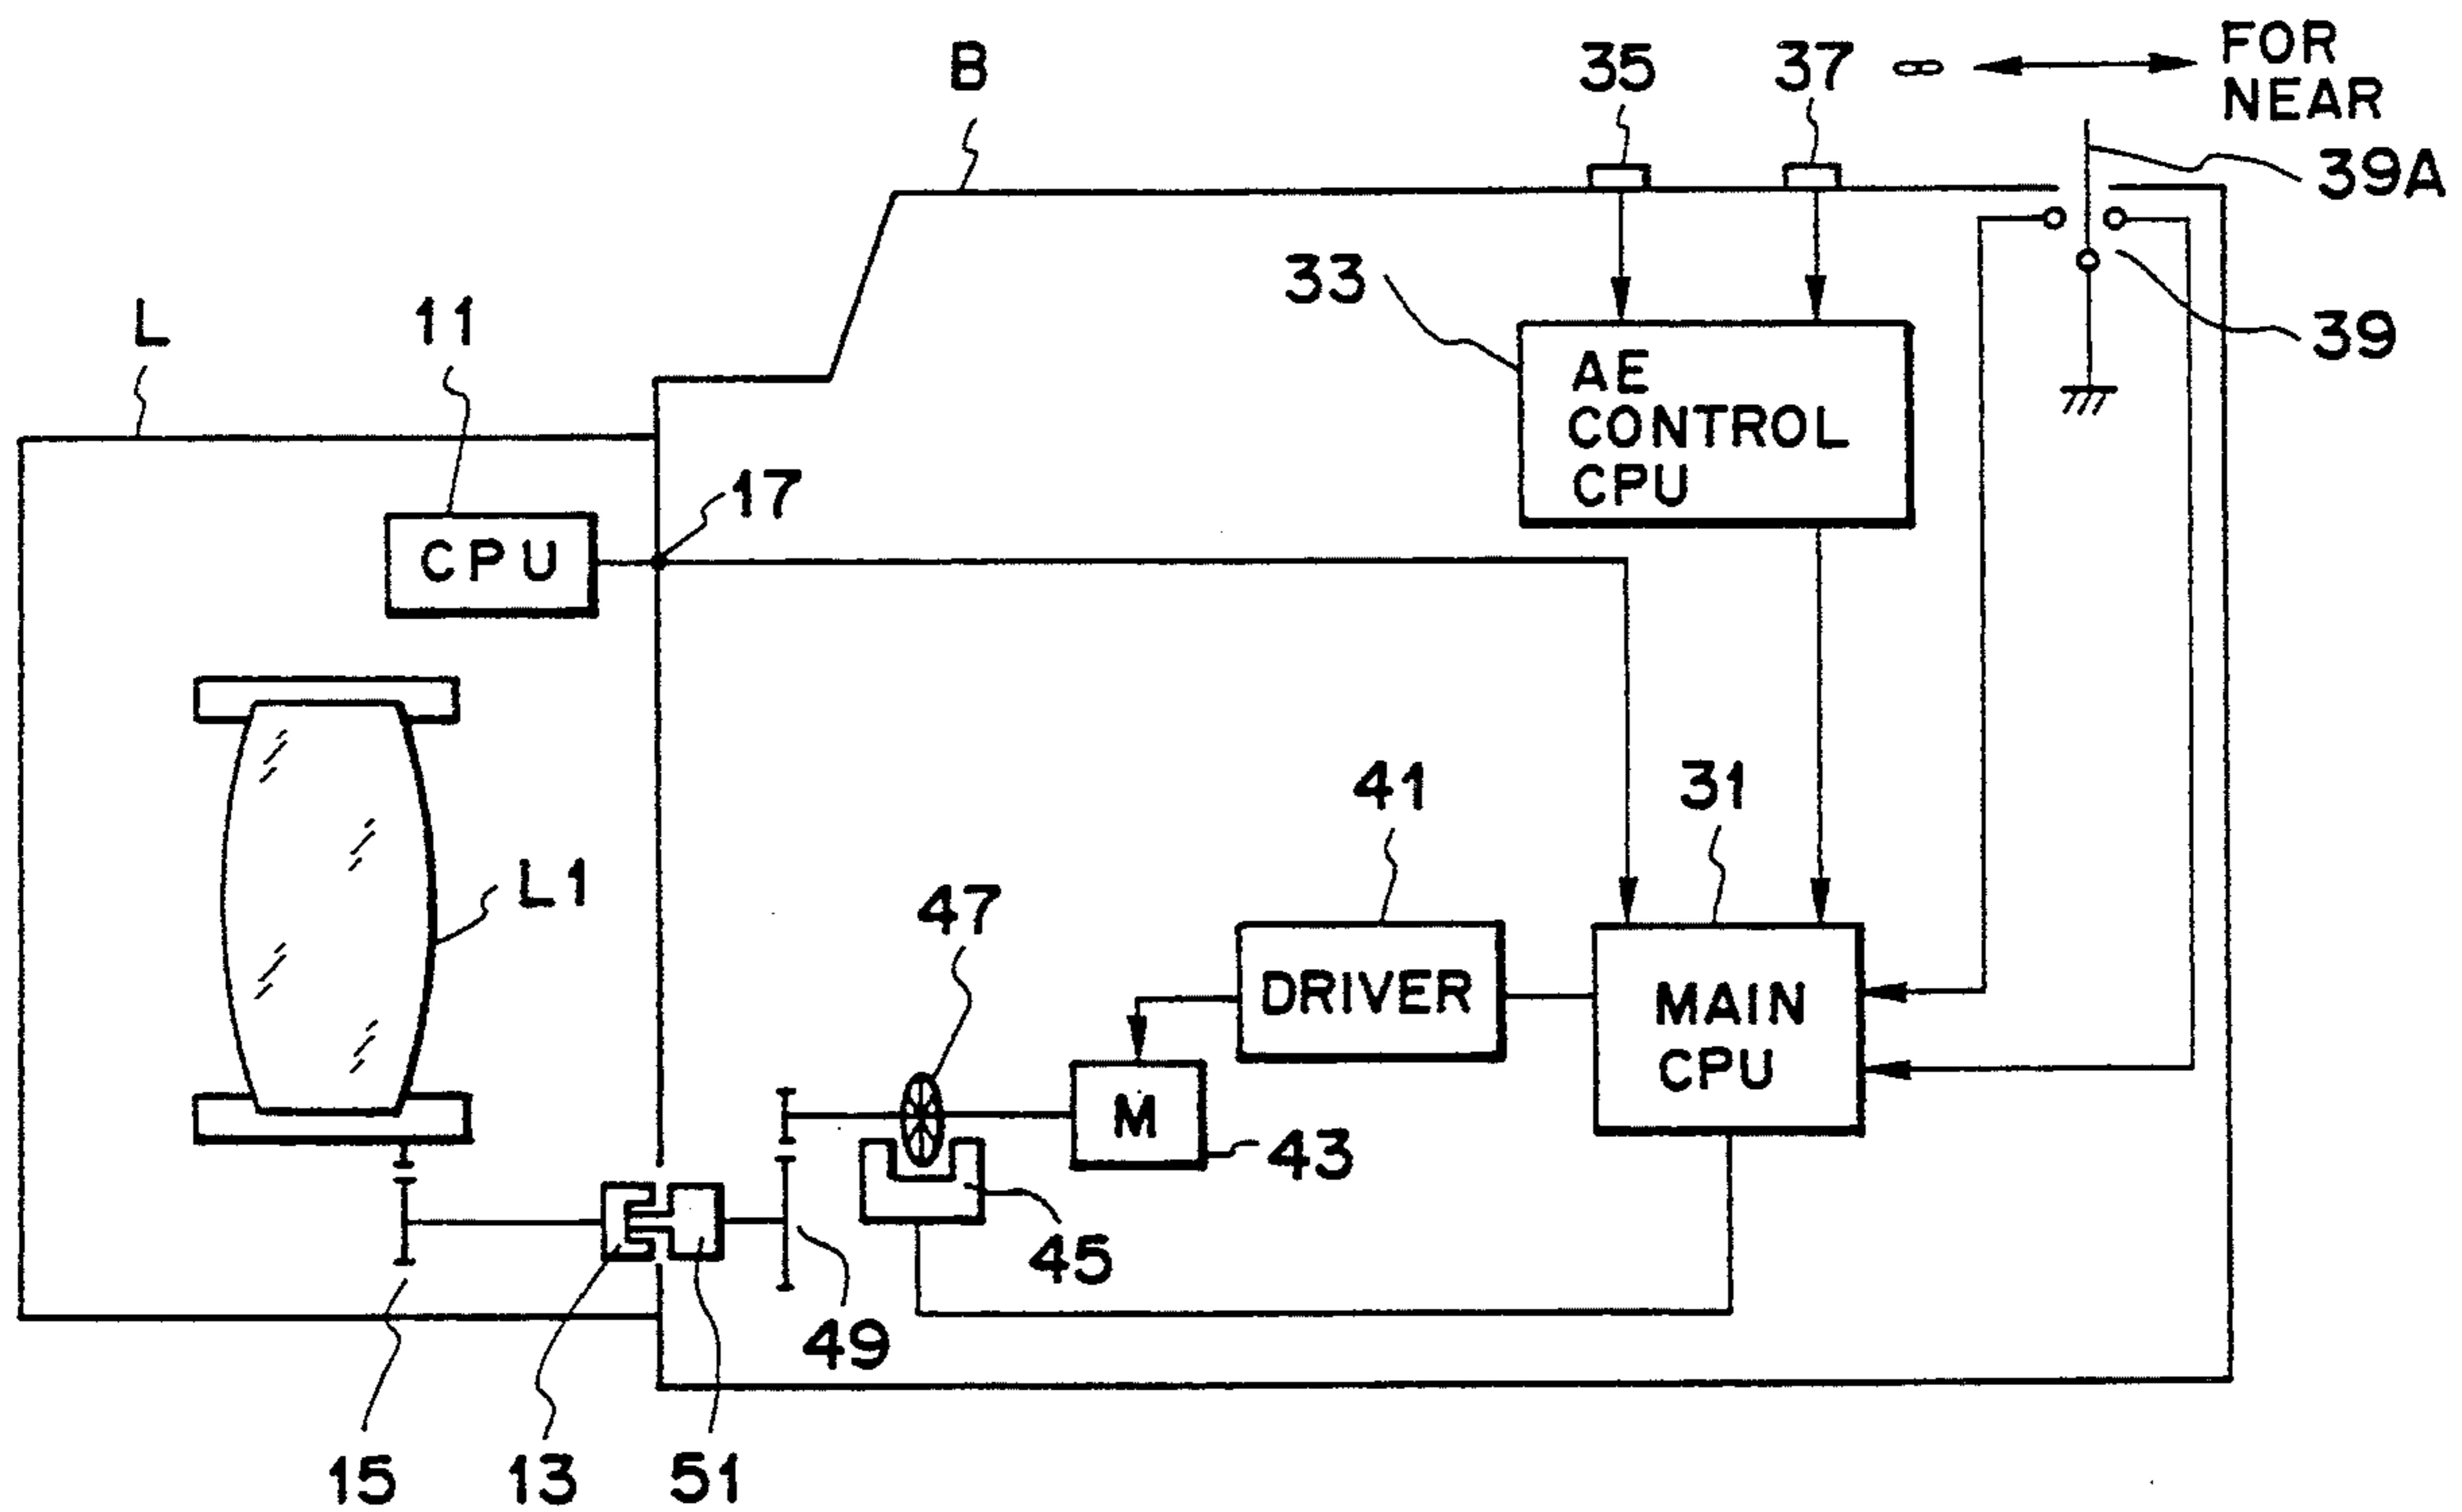 B
35
37
∞
FOR
NEAR
39A
33
39
L
11
AE
CONTROL
CPU
17
CPU
41
31
L1
47
DRIVER
MAIN
CPU
M
43
45
49
15
13
51